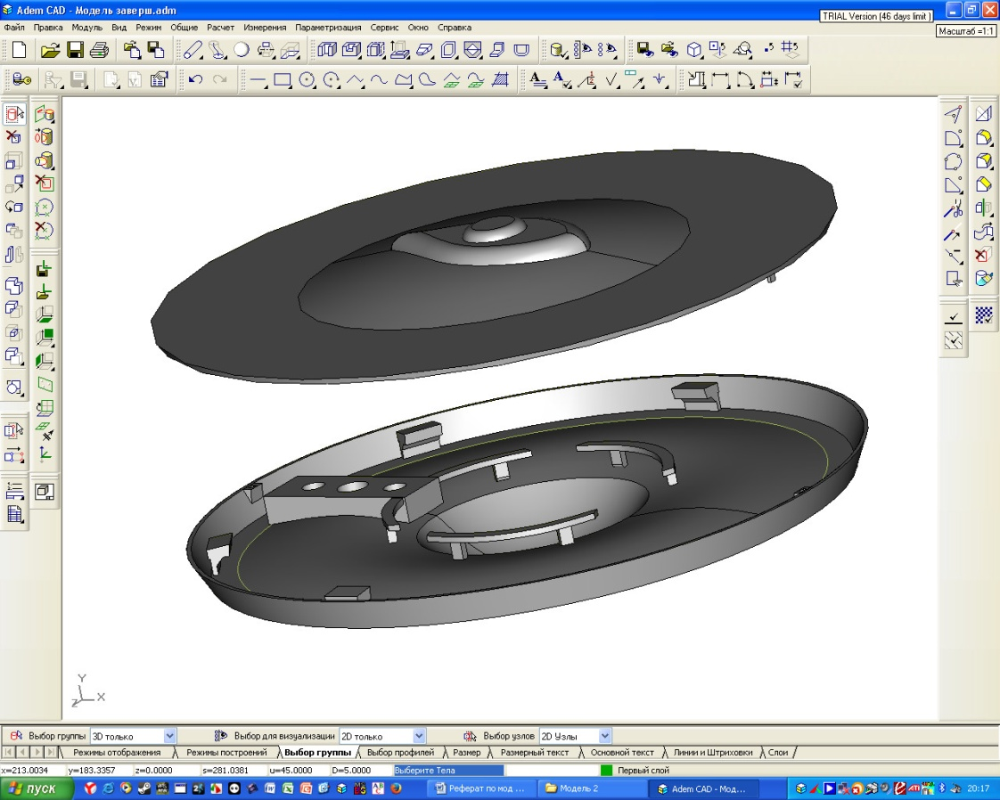 Adem CAD - Модель заверш.adm
TRIAL Version (46 days limit )
Файл Правка Модуль Вид Режим Общие Расчет Измерения Параметризация Сервис Окно Справка
Масштаб =1:1
Y
Z X
Выбор группы 3D только Выбор для визуализации 2D только Выбор узлов 2D Узлы
Режимы отображения Режимы построений Выбор группы Выбор профилей Размер Размерный текст Основной текст Линии и Штриховки Слои
x=213.0034 y=183.3357 z=0.0000 s=281.0381 u=45.0000 D=5.0000 Выберите Тела Первый слой
пуск Реферат по мод ... Модель 2 Adem CAD - Мод... 20:17